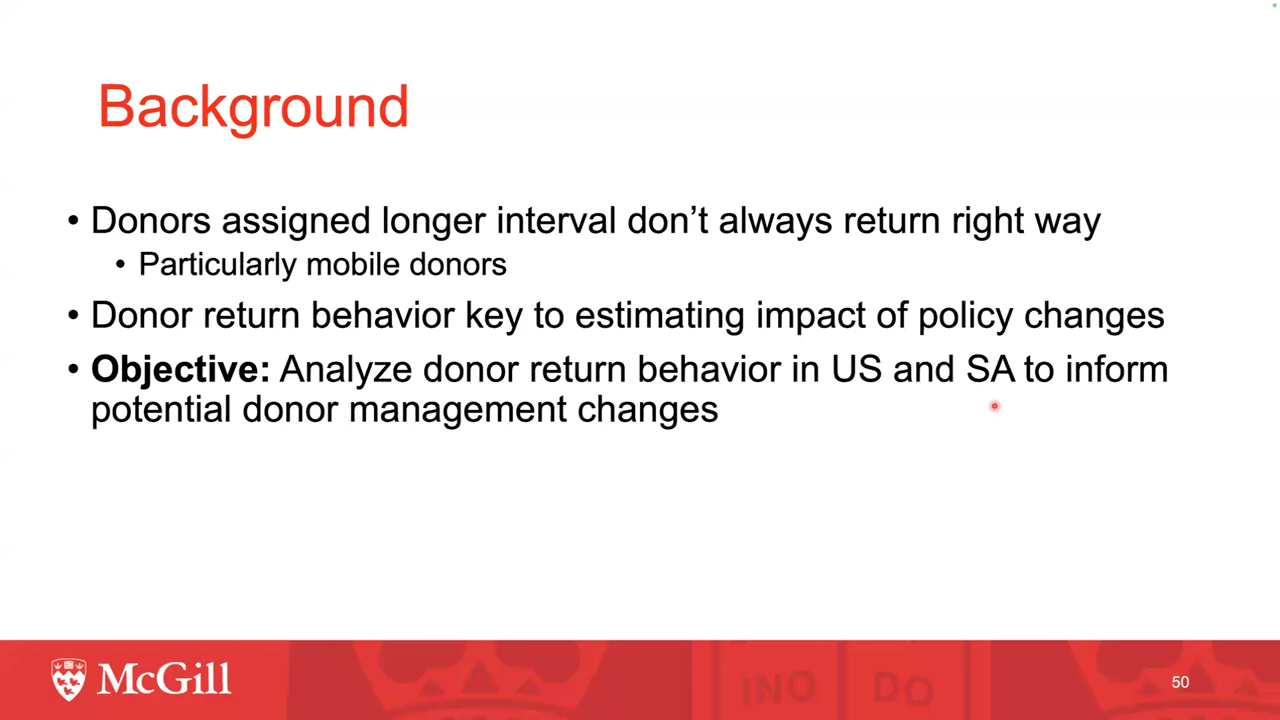 Background
• Donors assigned longer interval don't always return right way
• Particularly mobile donors
• Donor return behavior key to estimating impact of policy changes
• Objective: Analyze donor return behavior in US and SA to inform
potential donor management changes
INO DO
McGill
50